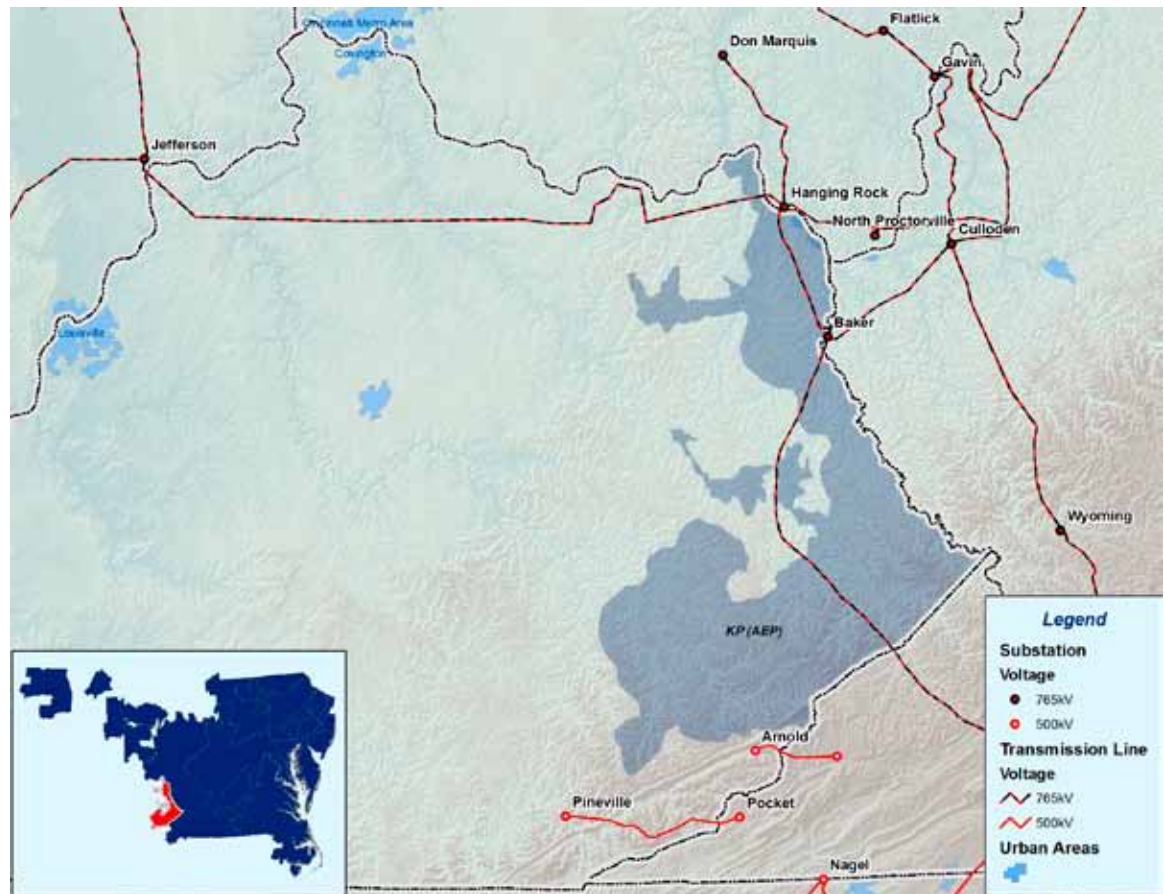 Cincinnati Metro Area
Covington
Flatlick
Don Marquis
Gavin
Jefferson
Hanging Rock
North Proctorville
Culloden
Louisville
Baker
Wyoming
KP (AEP)
Arnold
Pineville
Pocket
Nagel
Legend
Substation
Voltage
765kV
500kV
Transmission Line
Voltage
765kV
500kV
Urban Areas